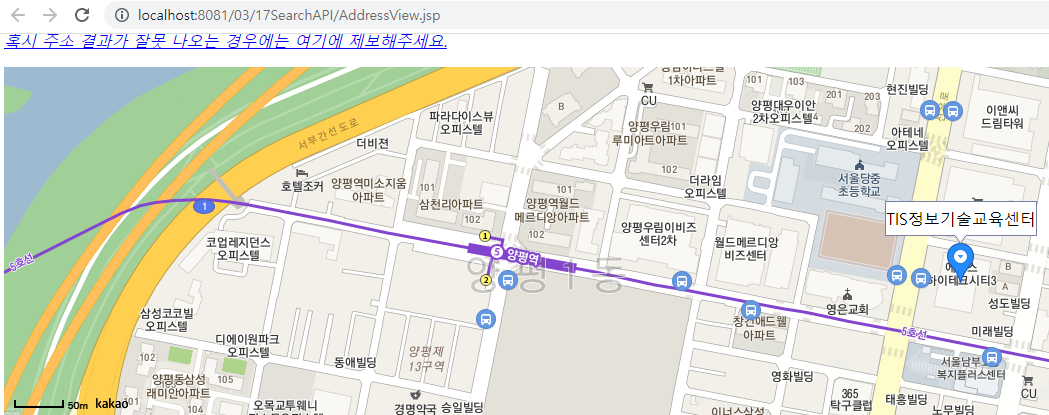 localhost:8081/03/17SearchAPI/AddressView.jsp
혹시 주소 결과가 잘못 나오는 경우에는 여기에 제보해주세요.
1차아파트
CU
B
101
202
203
201
현진빌딩
파라다이스뷰
오피스텔
양평대우이안
2차오피스텔
이앤씨
드림타워
서부간선도로
더비젼
양평우림
루미아트아파트
101
102
아테네
오피스텔
호텔조커
양평역미소지움
아파트
더라임
오피스텔
서울당중
초등학교
101
102
삼천리아파트
101
양평역월드
메르디앙아파트
102
TIS정보기술교육센터
1
코업레지던스
오피스텔
1
5 양평역
2
양평우림이비즈
센터2차
월드메르디앙
비즈센터
5호선
양평1동
하이테크시티3
A
B
성도빌딩
영은교회
삼성코코빌
오피스텔
창건애드웰
아파트
5호선
미래빌딩
디에이원파크
오피스텔
양평제
13구역
동애빌딩
서울남부
복지플러스센터
102
105
양평동삼성
래미안아파트
영화빌딩
CU
50m kakao
오목교투웨니
경명약국
승일빌딩
이너스삼성
365
탁구클럽
태흥빌딩
노무빌딩